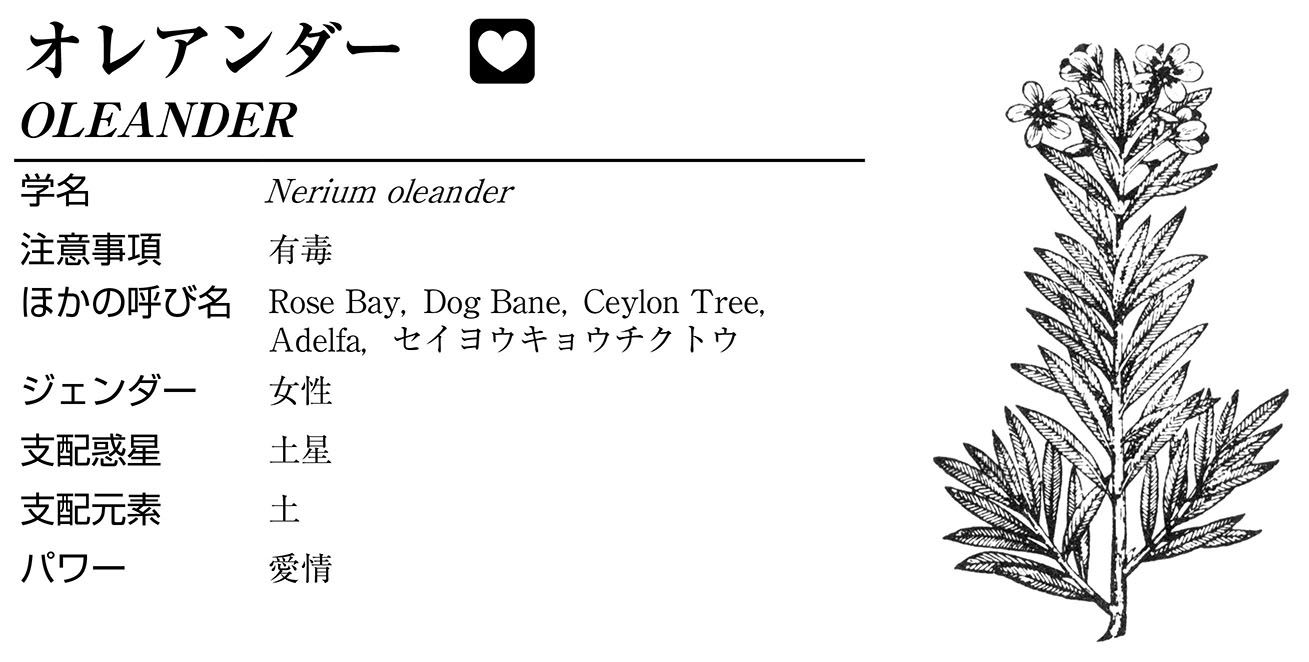 オレアンダー
OLEANDER
学名 Nerium oleander
注意事項 有毒
ほかの呼び名 Rose Bay, Dog Bane, Ceylon Tree,
Adelfa, セイヨウキョウチクトウ
ジェンダー 女性
支配惑星 土星
支配元素 土
パワー 愛情